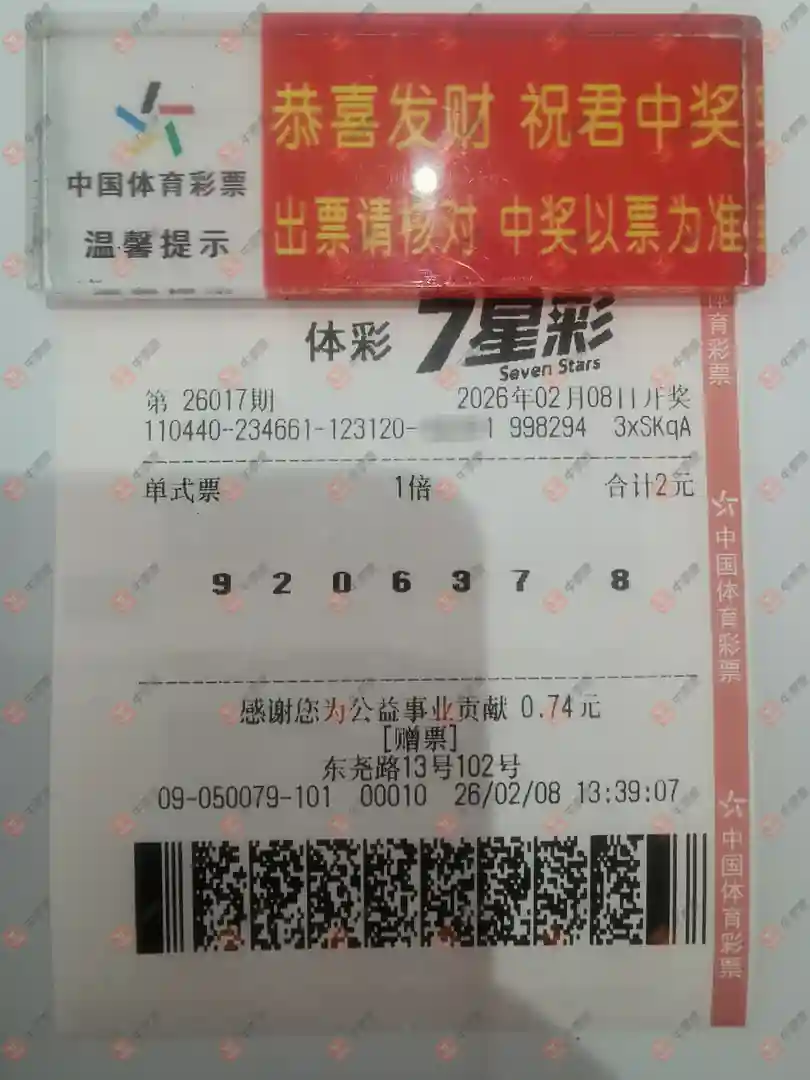 中国体育彩票
温馨提示
恭喜发财 祝君中奖
出票请核对 中奖以票为准
体彩 7星彩
Seven Stars
第 26017期 2026年02月08日开奖
110440-234661-123120- 1 998294 3xSKqA
单式票 1倍 合计2元
9 2 0 6 3 7 8
感谢您为公益事业贡献 0.74元
[赠票]
东尧路13号102号
09-050079-101 00010 26/02/08 13:39:07
体育彩票
中国体育彩票
中国体育彩票